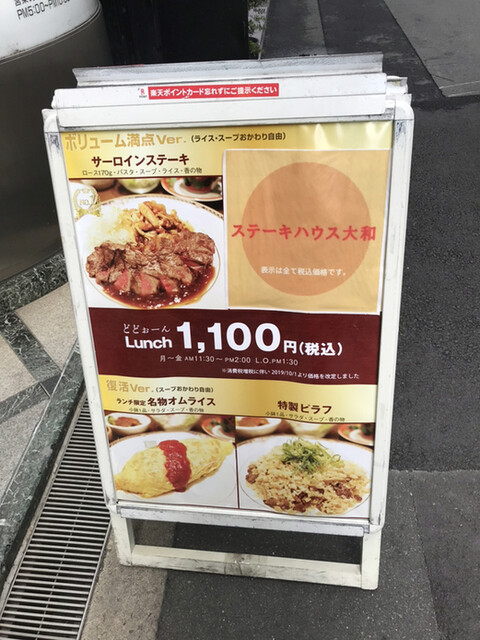 PM5:00~PM10:
楽天ポイントカード忘れずにご提示ください
ボリューム満点Ver.(ライス・スープおかわり自由)
サーロインステーキ
ロース170g・パスタ・スープ・ライス・香の物
ステーキハウス大和
表示は全て税込価格です。
どどぉーん
Lunch 1,100円(税込)
月~金 AM11:30~PM2:00 L.O.PM1:30
※消費税増税に伴い 2019/10/1より価格を改定しました
復活Ver.(スープおかわり自由)
ランチ限定 名物オムライス
小鉢1品・サラダ・スープ・香の物
特製ピラフ
小鉢1品・サラダ・スープ・香の物